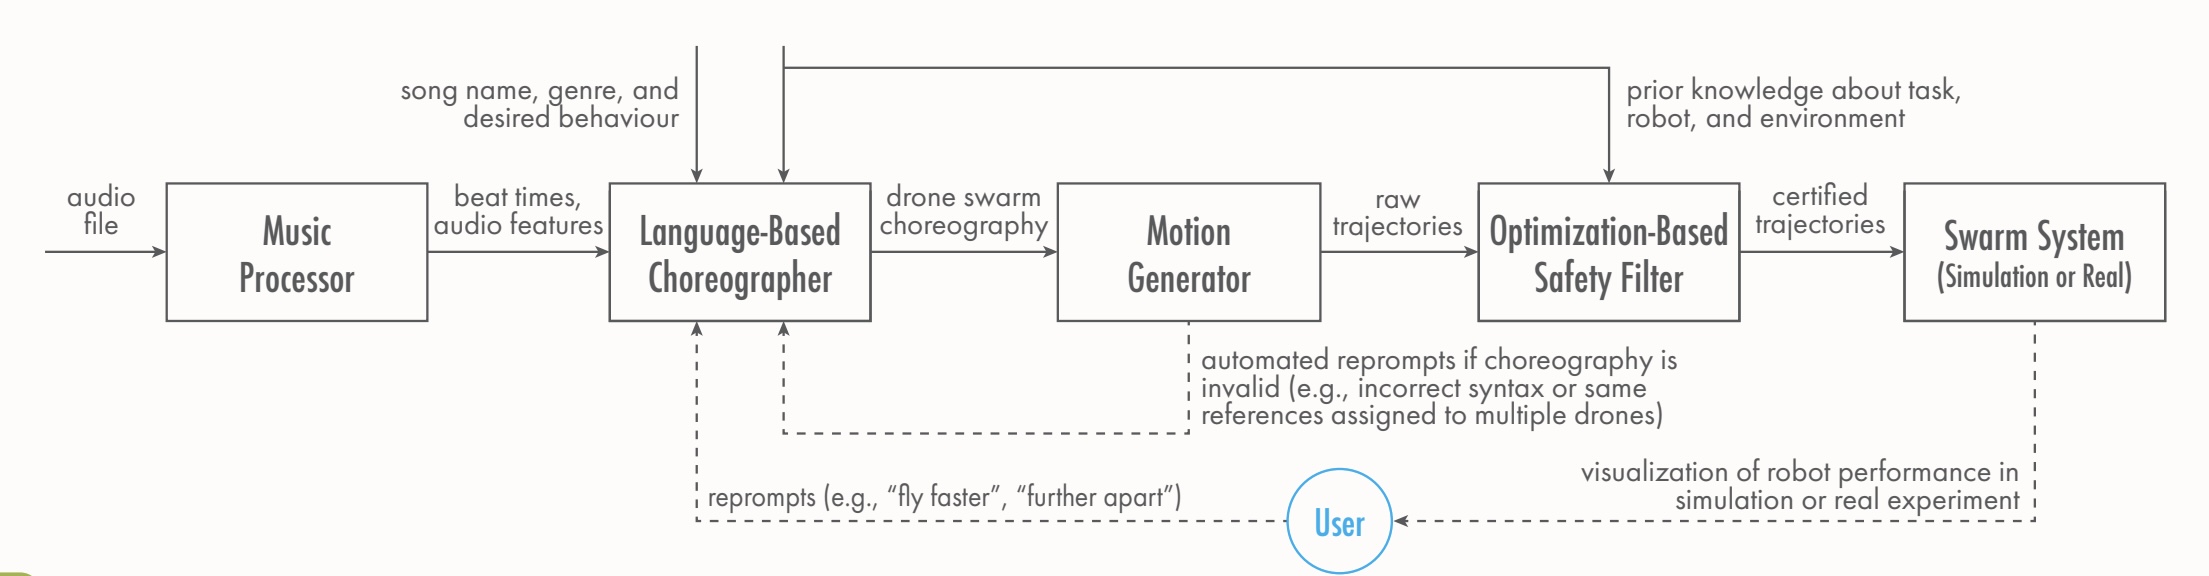 song name, genre, and
desired behaviour
prior knowledge about task,
robot, and environment
audio
file
Music
Processor
beat times,
audio features
Language-Based
Choreographer
drone swarm
choreography
Motion
Generator
raw
trajectories
Optimization-Based
Safety Filter
certified
trajectories
Swarm System
(Simulation or Real)
automated reprompts if choreography is
invalid (e.g., incorrect syntax or same
references assigned to multiple drones)
reprompts (e.g., “fly faster”, “further apart”)
User
visualization of robot performance in
simulation or real experiment